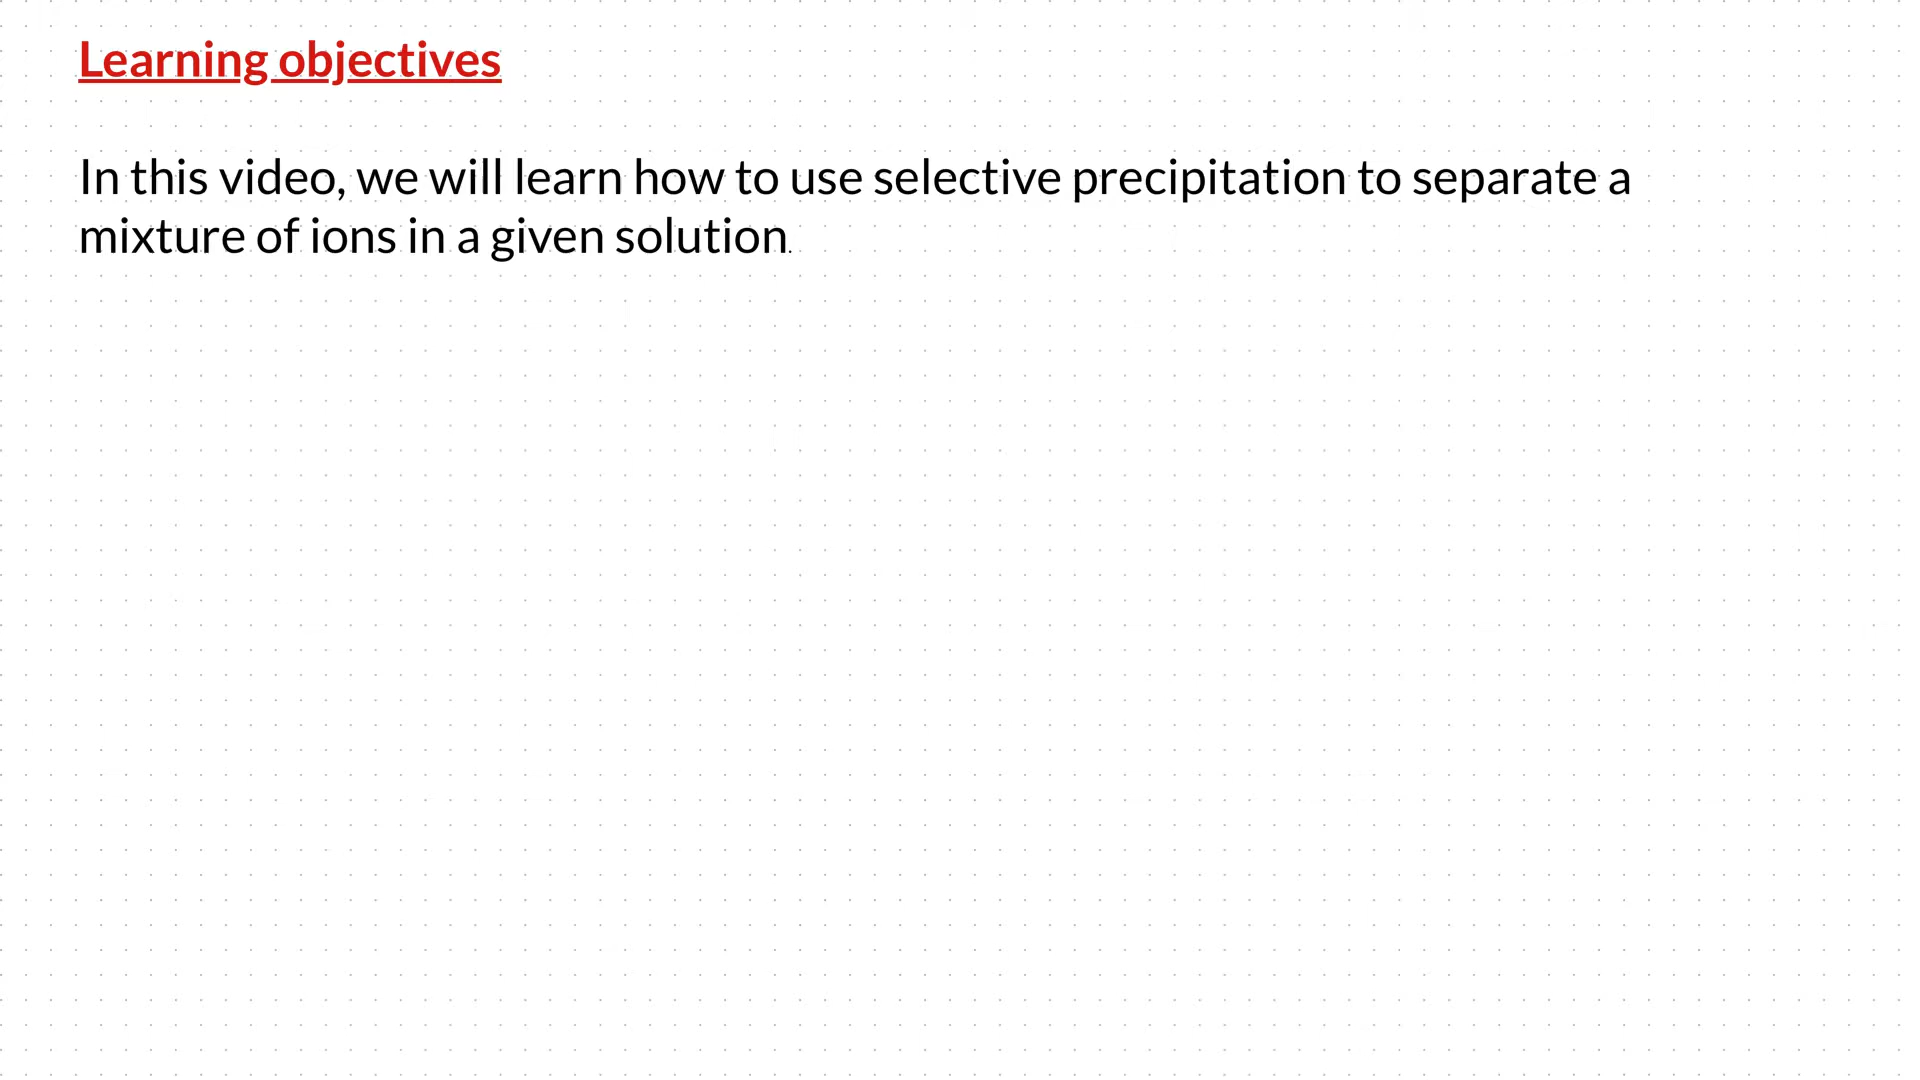 Learning objectives
In this video, we will learn how to use selective precipitation to separate a
mixture of ions in a given solution.